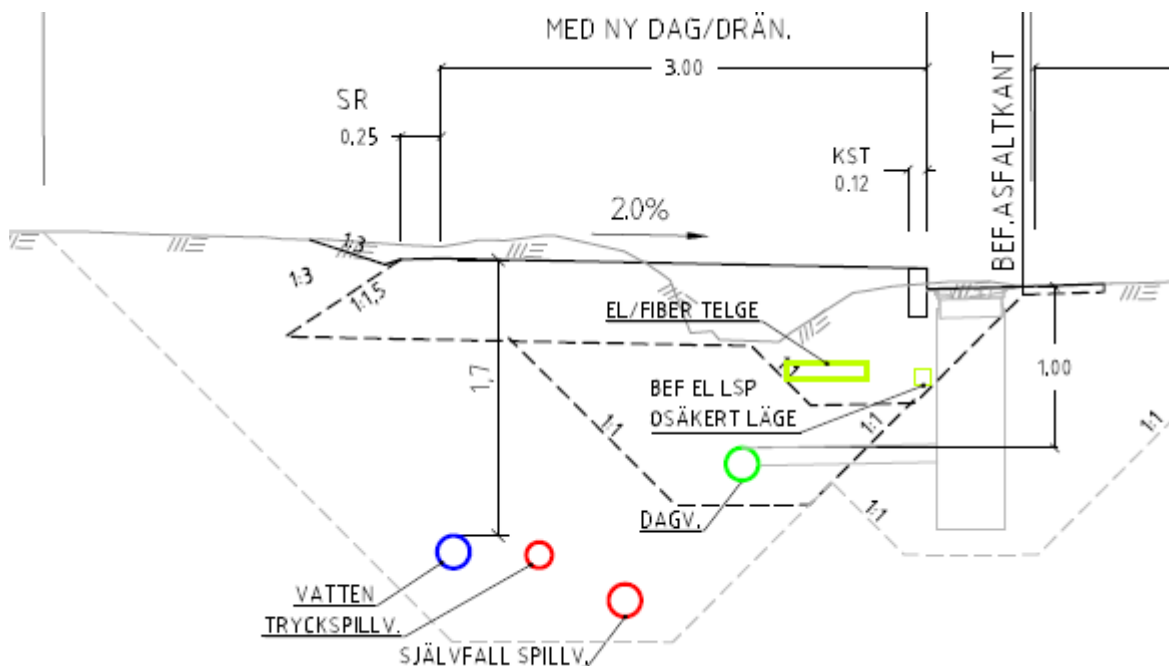 MED NY DAG/DRÄN.
3.00
SR
0.25
KST
0.12
BEF.ASFALTKANT
2.0%
1:3
1:3
1:1,5
EL/FIBER TELGE
1:1
1,7
1.00
BEF EL LSP
OSÄKERT LÄGE
1:1
1:1
1:1
DAGV.
1:1
VATTEN
TRYCKSPILLV.
SJÄLVFALL SPILLV.